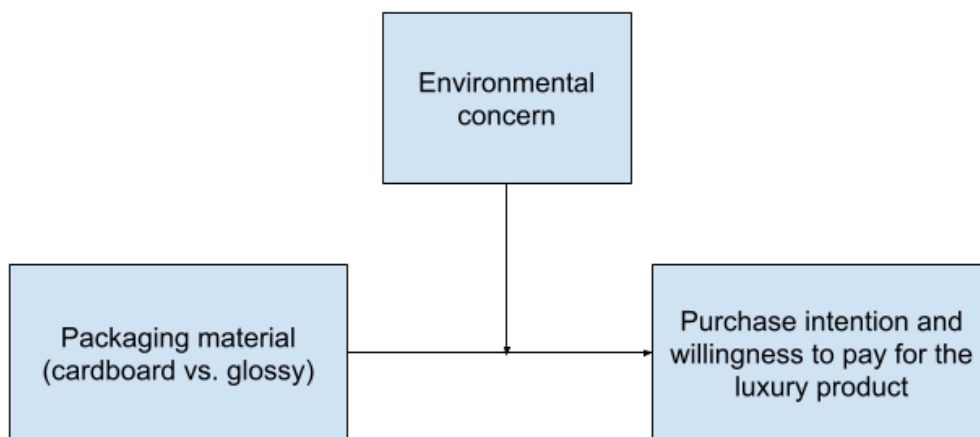 Environmental
concern
Packaging material
(cardboard vs. glossy)
Purchase intention and
willingness to pay for the
luxury product